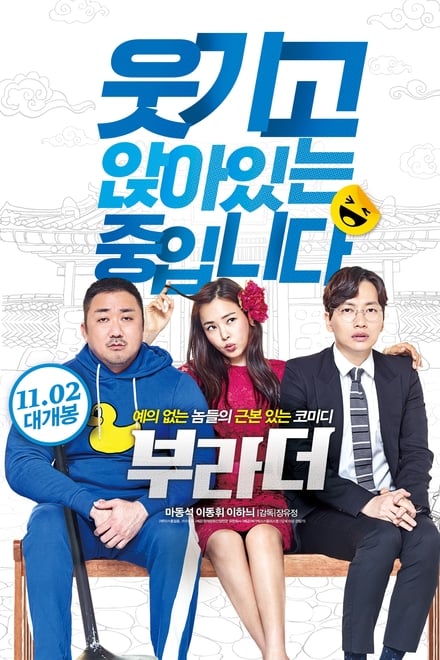 웃기고
앉아있는
중입니다
11.02
대개봉
예의 없는 놈들의 근본 있는 코미디
부라더
마동석 이동휘 이하늬 |감독|장유정